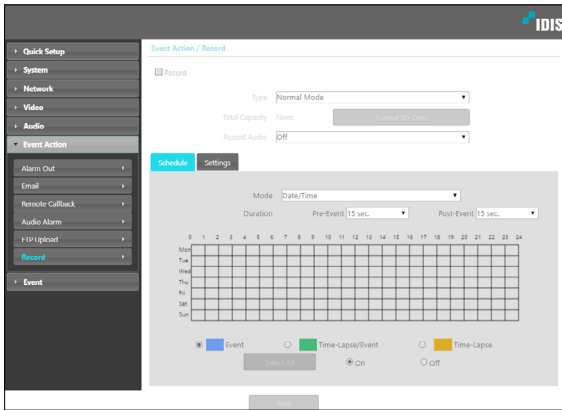 IDIS
Quick Setup
System
Network
Video
Audio
Event Action
Alarm Out
Email
Remote Callback
Audio Alarm
FTP Upload
Record
Event
Event Action / Record
Record
Type Normal Mode
Total Capacity None Format SD Card
Record Audio Off
Schedule Settings
Mode Date/Time
Duration Pre-Event 15 sec. Post-Event 15 sec.
0 1 2 3 4 5 6 7 8 9 10 11 12 13 14 15 16 17 18 19 20 21 22 23 24
Mon
Tue
Wed
Thu
Fri
Sat
Sun
Event Time-Lapse/Event Time-Lapse
Select All On Off
Save